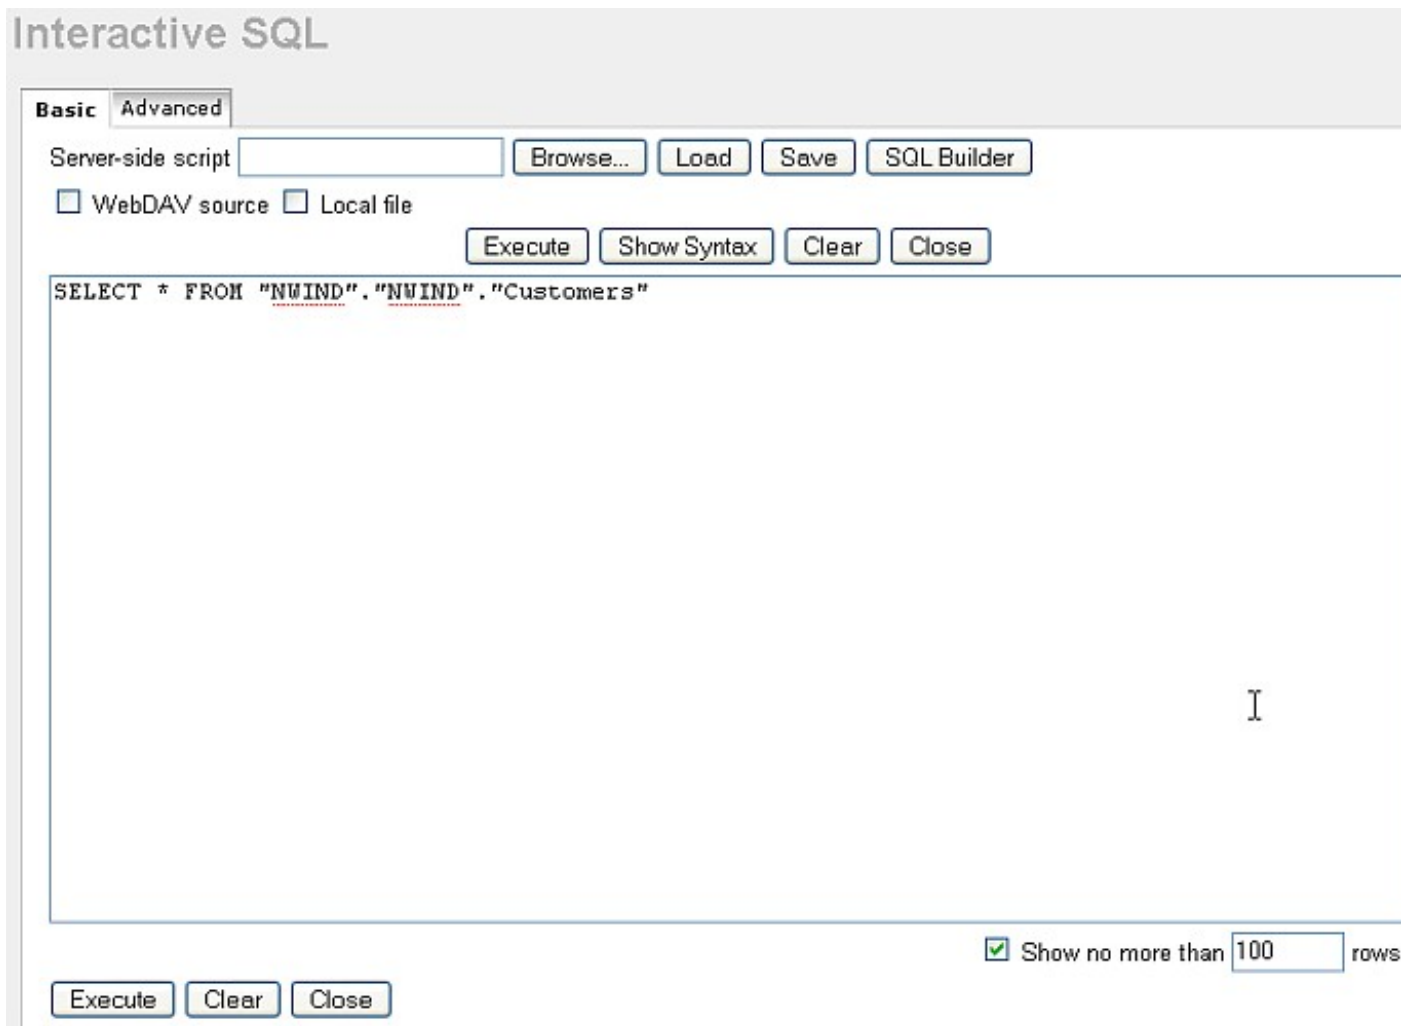 Interactive SQL
Basic Advanced
Server-side script Browse... Load Save SQL Builder
WebDAV source Local file
Execute Show Syntax Clear Close
SELECT * FROM "NWIND"."NWIND"."Customers"
Show no more than 100 rows
Execute Clear Close